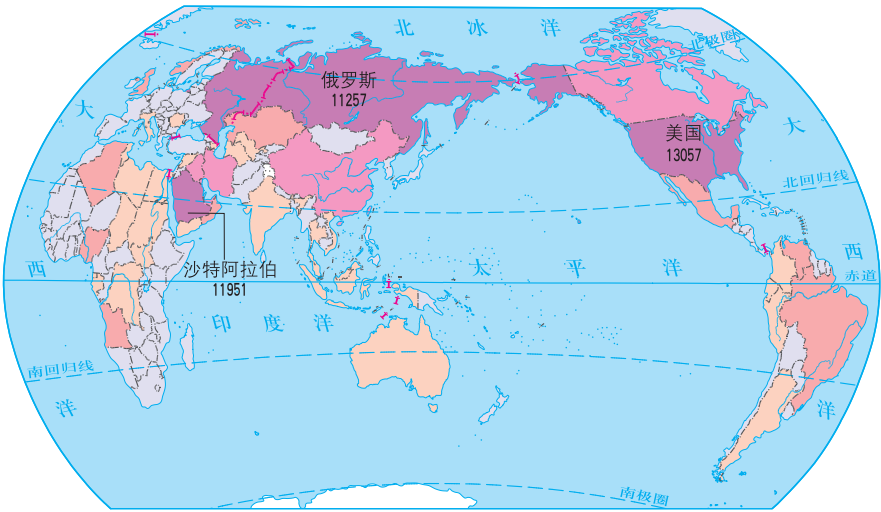 北冰洋
北极圈
俄罗斯
11257
大
大
美国
13057
北回归线
沙特阿拉伯
11951
西
太平洋
西
赤道
印度洋
南回归线
洋
洋
南极圈